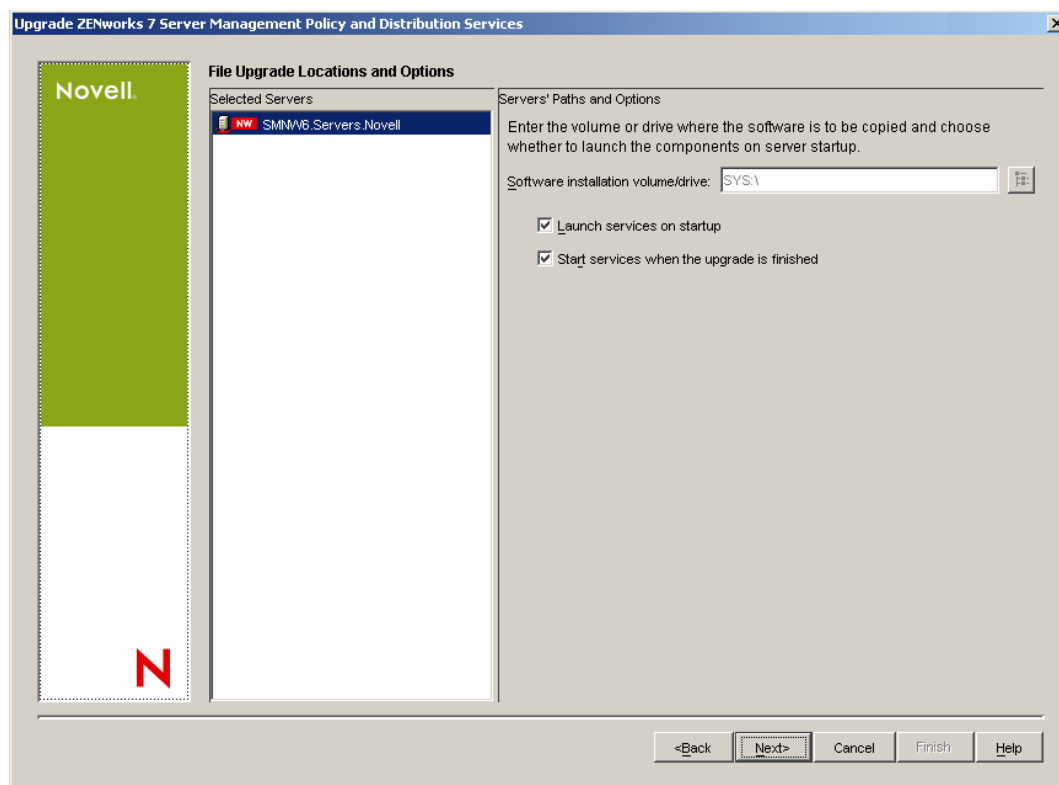 Upgrade ZENworks 7 Server Management Policy and Distribution Services
Novell.
File Upgrade Locations and Options
Selected Servers
NW SMNW6.Servers.Novell
Servers' Paths and Options
Enter the volume or drive where the software is to be copied and choose
whether to launch the components on server startup.
Software installation volume/drive: SYS:\
Launch services on startup
Start services when the upgrade is finished
N
<Back Next> Cancel Finish Help